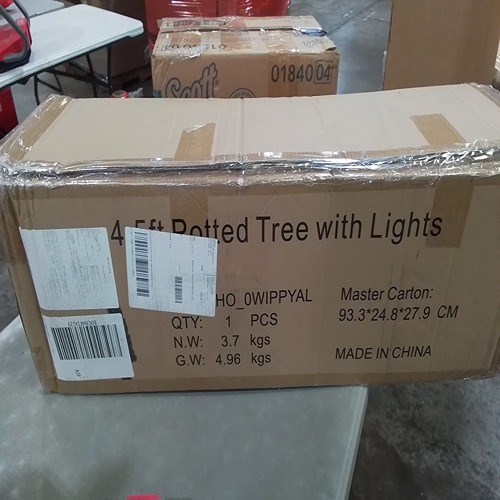 Scott
01840 04
4.5ft Potted Tree with Lights
HO_0WIPPYAL
QTY: 1 PCS
N.W: 3.7 kgs
G.W: 4.96 kgs
Master Carton:
93.3*24.8*27.9 CM
MADE IN CHINA